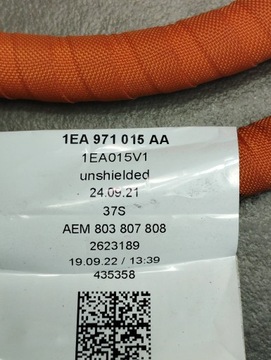 1EA 971 015 AA
1EA015V1
unshielded
24.09.21
37S
AEM 803 807 808
2623189
19.09.22 / 13:39
435358